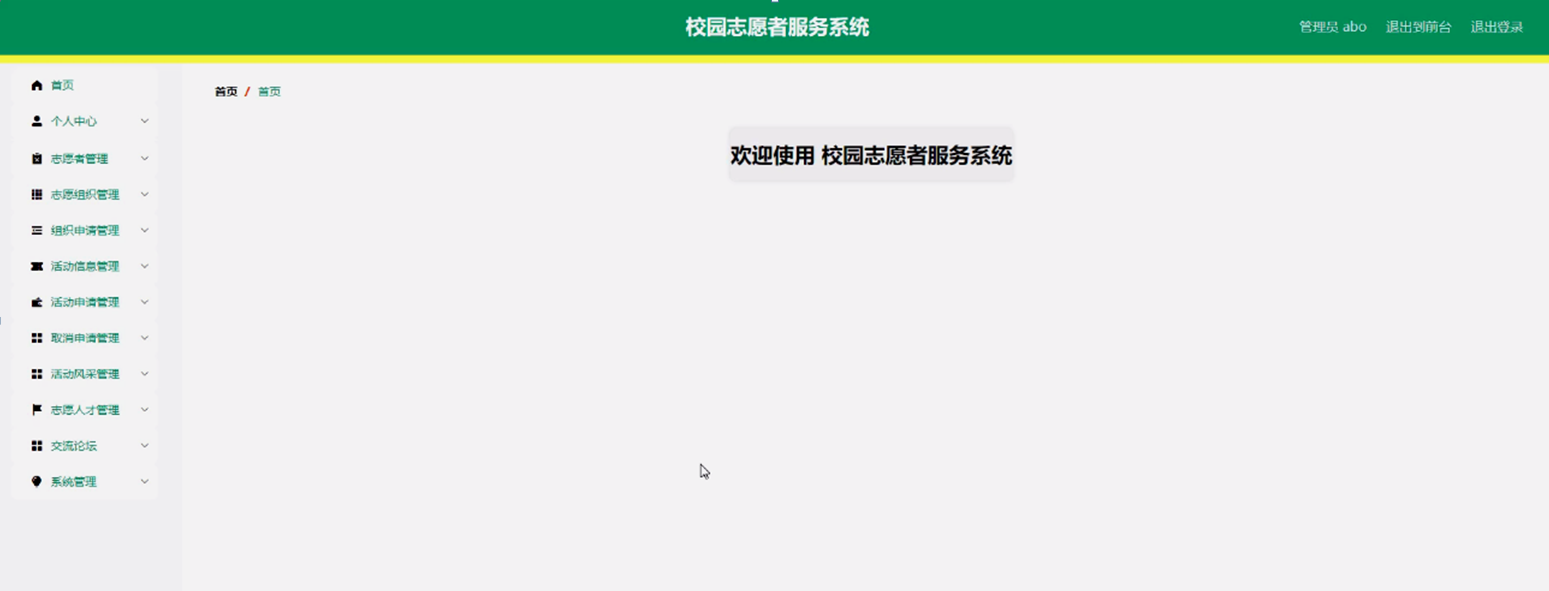 校园志愿者服务系统
管理员 abo 退出到前台 退出登录
首页
个人中心
志愿者管理
志愿组织管理
组织申请管理
活动信息管理
活动申请管理
取消申请管理
活动风采管理
志愿人才管理
交流论坛
系统管理
首页 / 首页
欢迎使用 校园志愿者服务系统